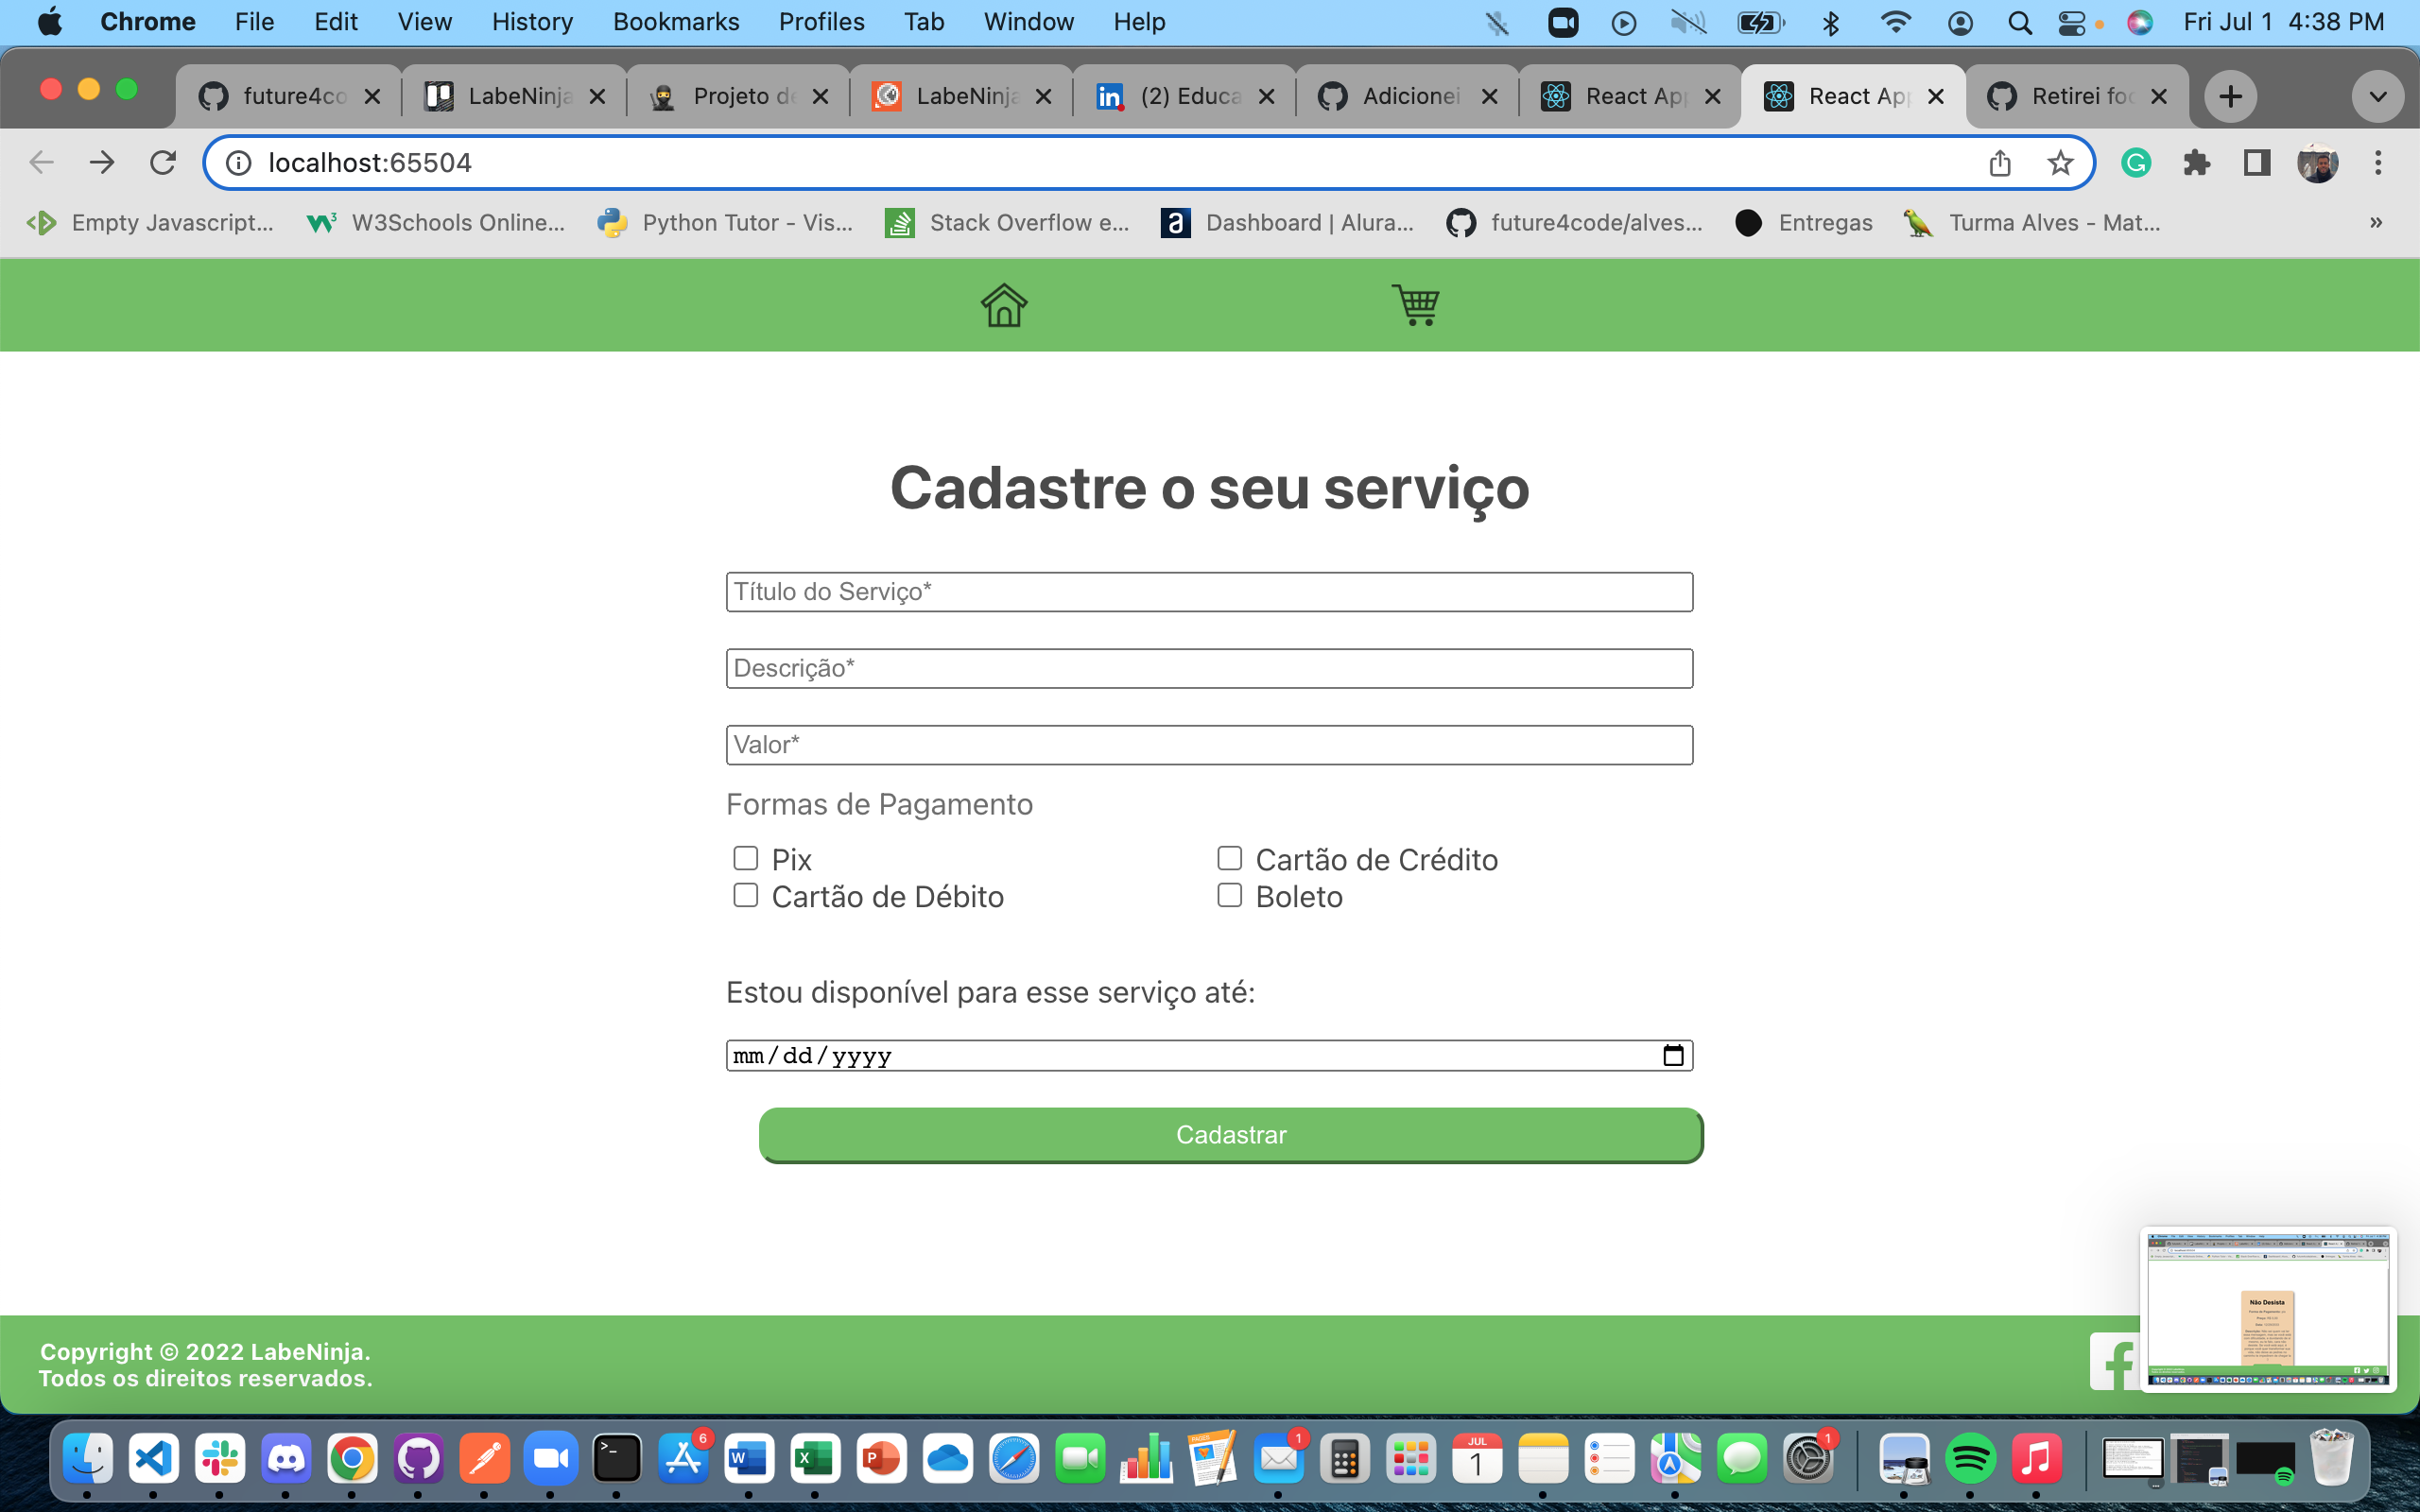 Chrome File Edit View History Bookmarks Profiles Tab Window Help Fri Jul 1 4:38 PM
future4co LabeNinja Projeto de LabeNinja (2) Educa Adicionei React App React App Retirei foo
localhost:65504
Empty Javascript... W3Schools Online... Python Tutor - Vis... Stack Overflow e... Dashboard | Alura... future4code/alves... Entregas Turma Alves - Mat... »
Cadastre o seu serviço
Título do Serviço*
Descrição*
Valor*
Formas de Pagamento
Pix Cartão de Crédito
Cartão de Débito Boleto
Estou disponível para esse serviço até:
mm/dd/yyyy
Cadastrar
Não Desista
Copyright © 2022 LabeNinja.
Todos os direitos reservados.
6 1 JUL 1 1